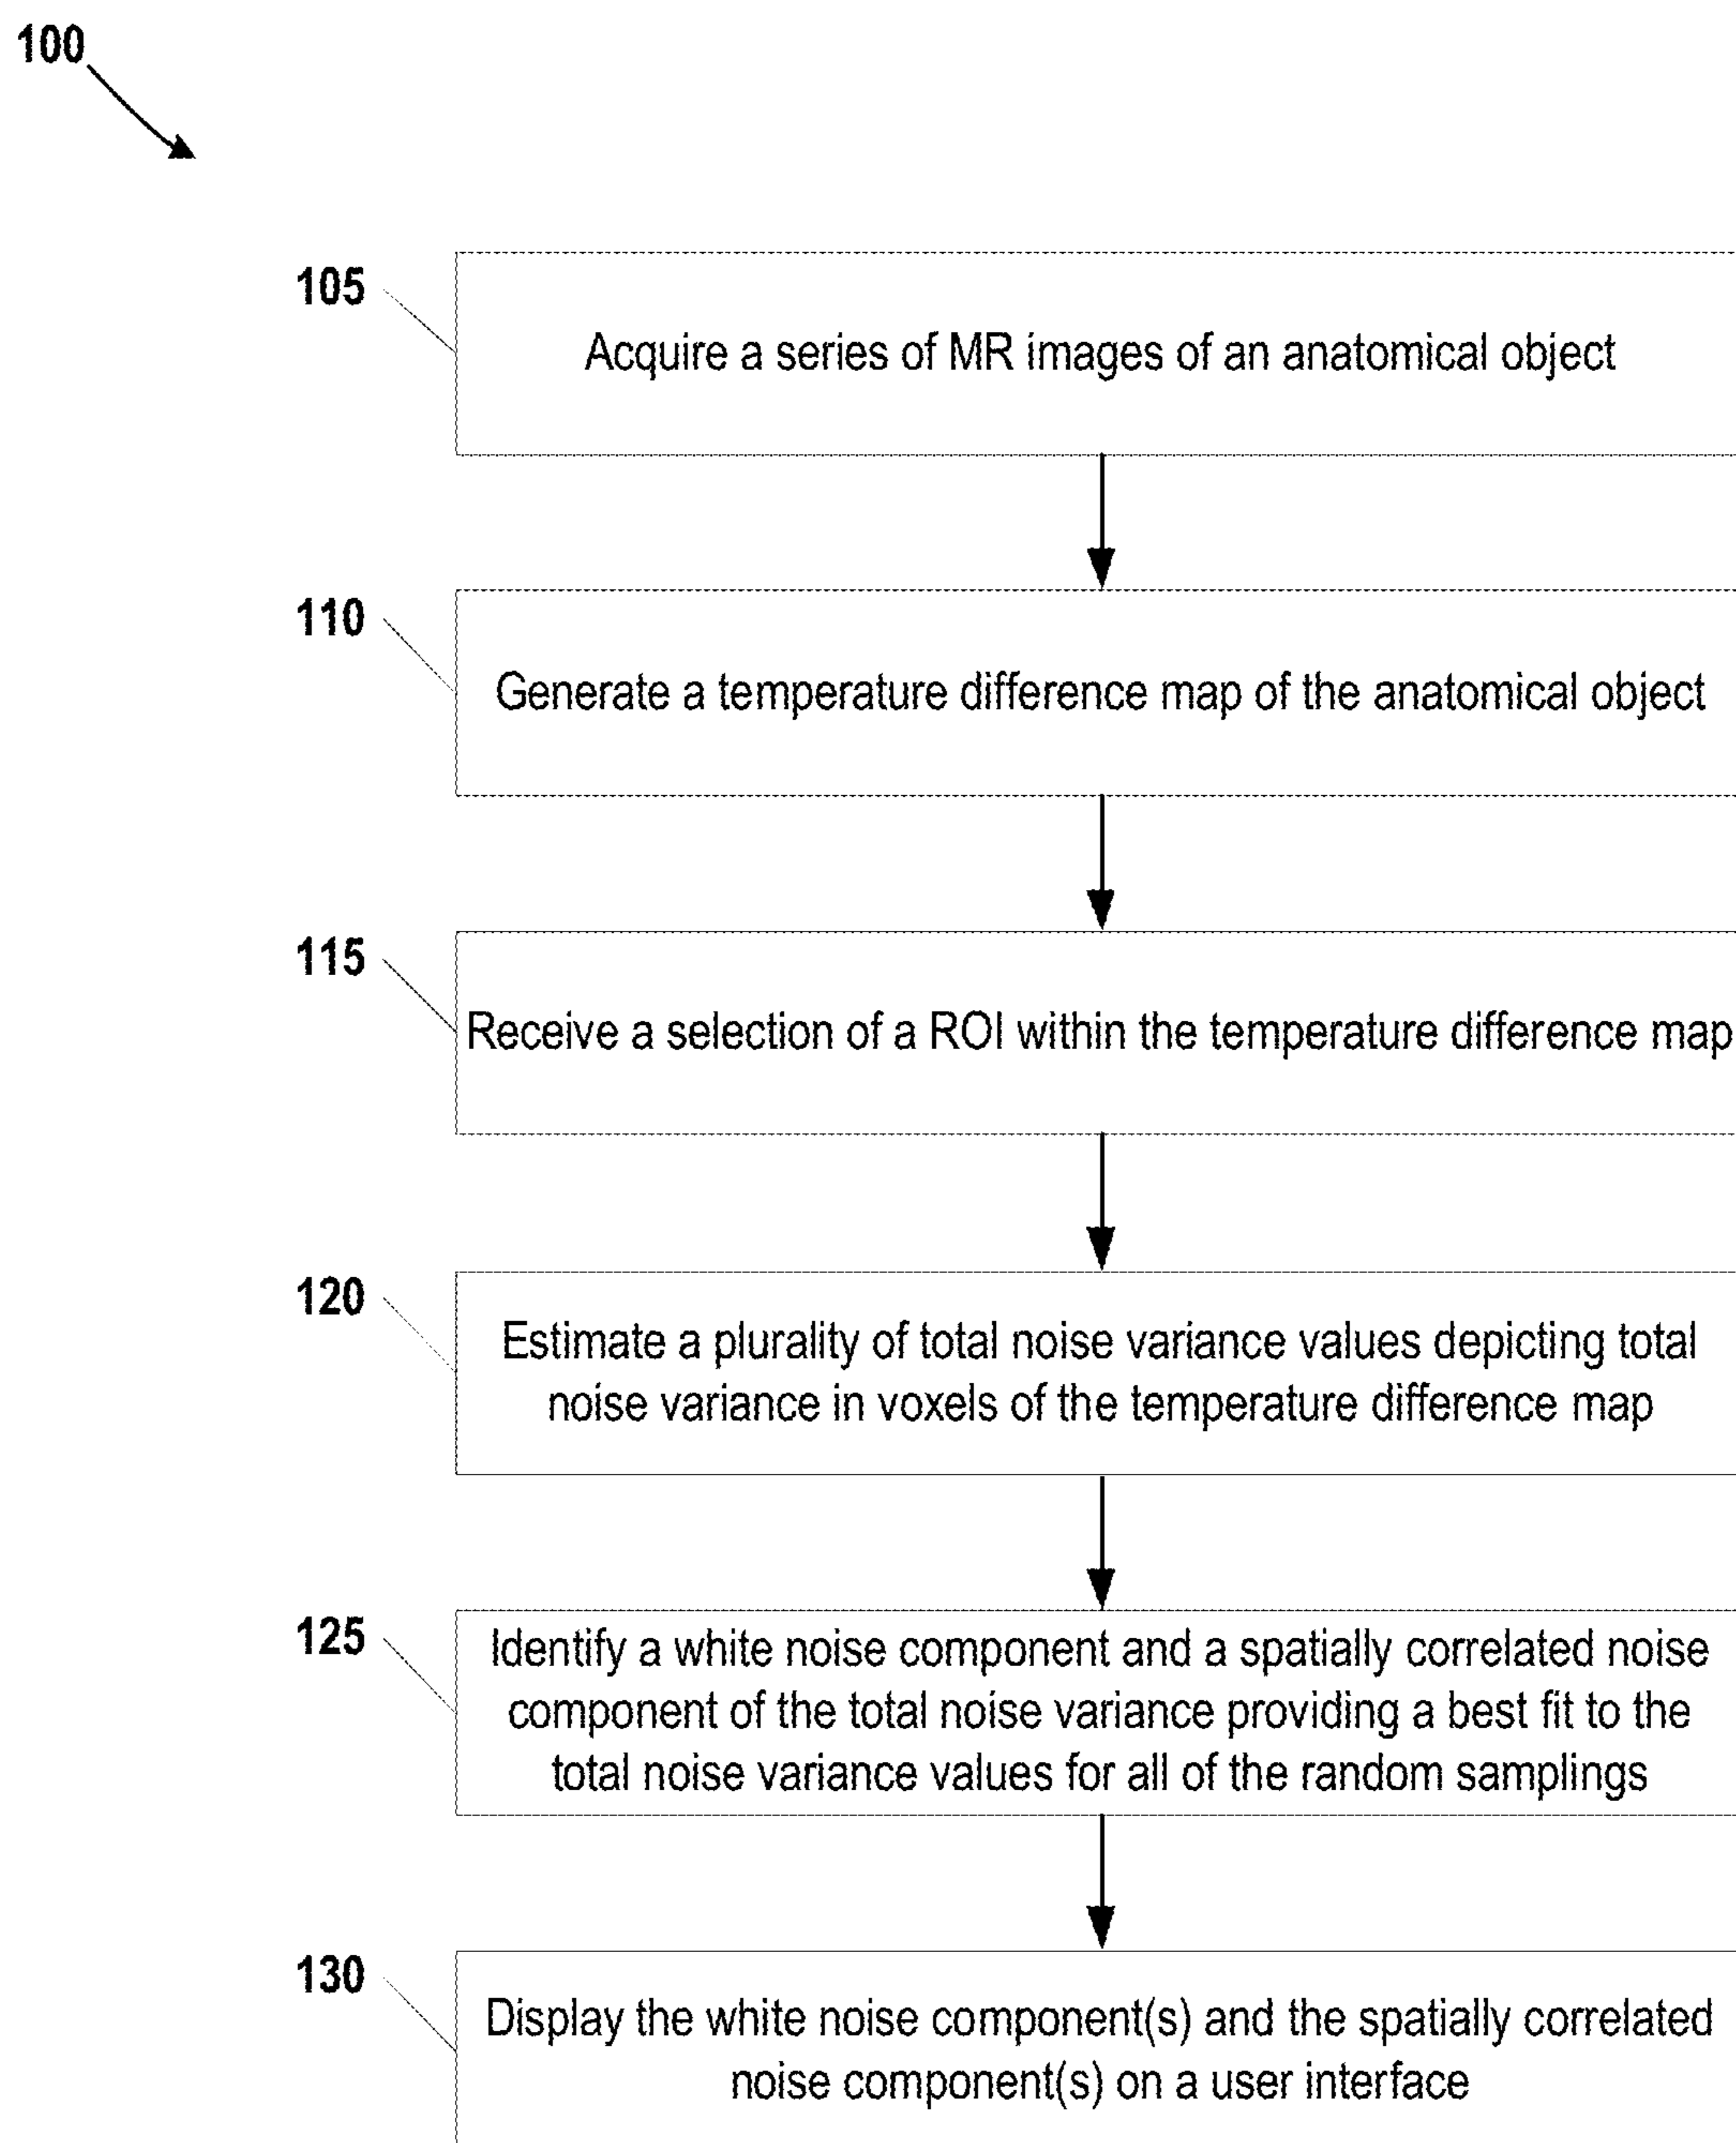 100
105
Acquire a series of MR images of an anatomical object
110
Generate a temperature difference map of the anatomical object
115
Receive a selection of a ROI within the temperature difference map
120
Estimate a plurality of total noise variance values depicting total
noise variance in voxels of the temperature difference map
125
Identify a white noise component and a spatially correlated noise
component of the total noise variance providing a best fit to the
total noise variance values for all of the random samplings
130
Display the white noise component(s) and the spatially correlated
noise component(s) on a user interface